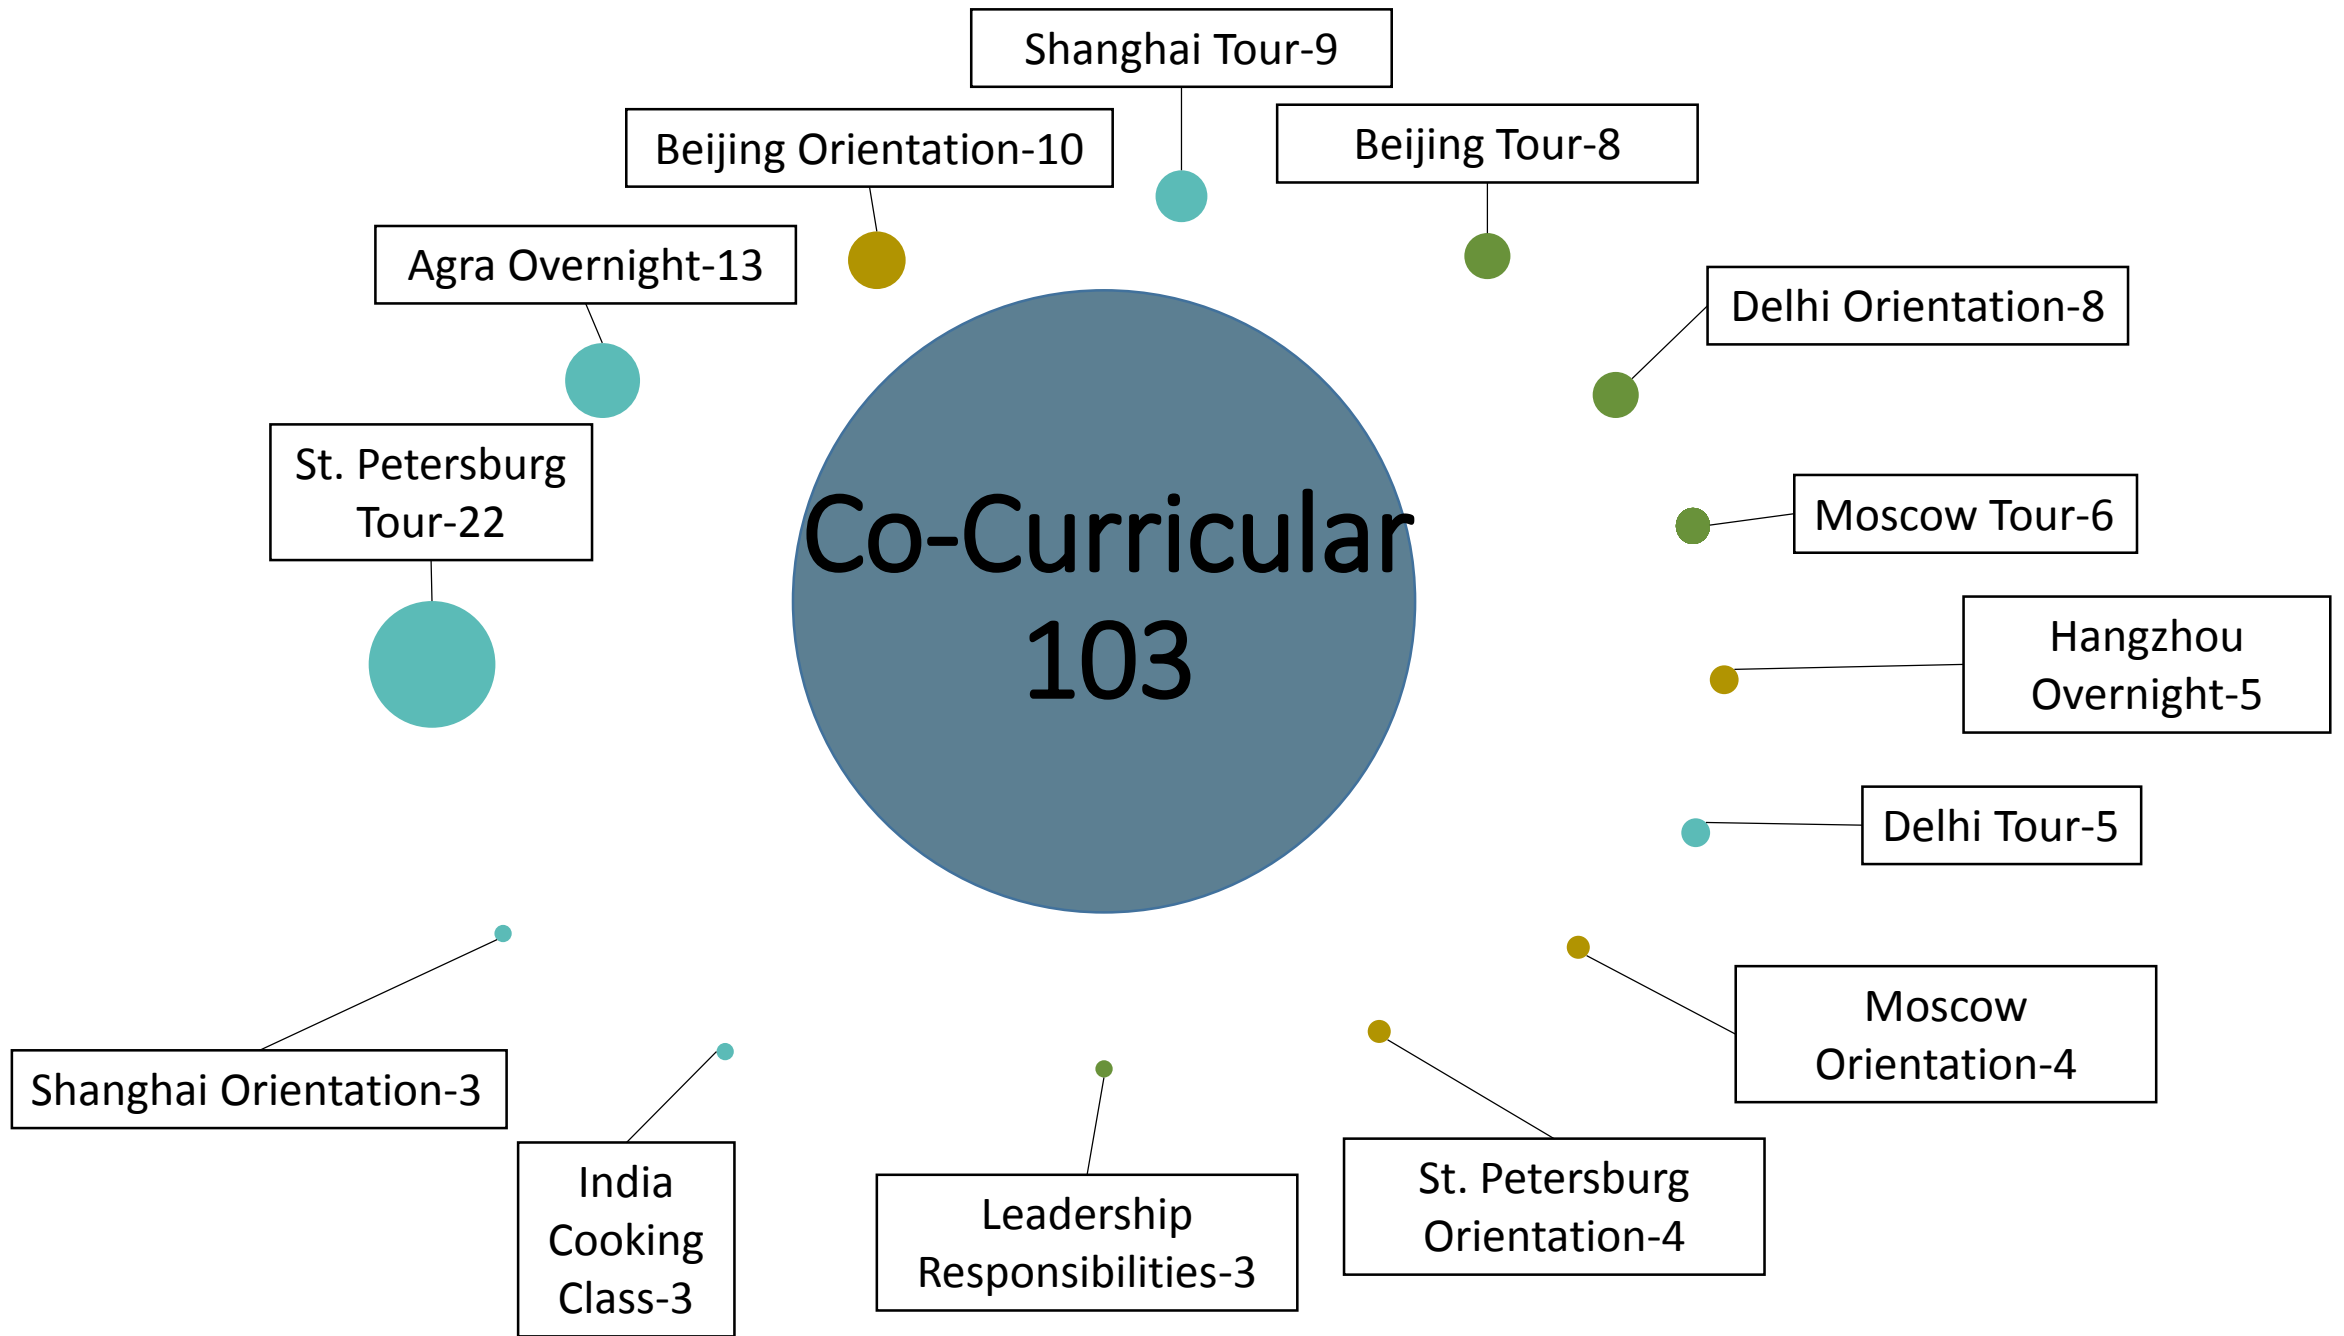 Shanghai Tour-9
Beijing Orientation-10
Beijing Tour-8
Agra Overnight-13
Delhi Orientation-8
St. Petersburg
Tour-22
Moscow Tour-6
Co-Curricular
103
Hangzhou
Overnight-5
Delhi Tour-5
Moscow
Orientation-4
Shanghai Orientation-3
India
Cooking
Class-3
Leadership
Responsibilities-3
St. Petersburg
Orientation-4